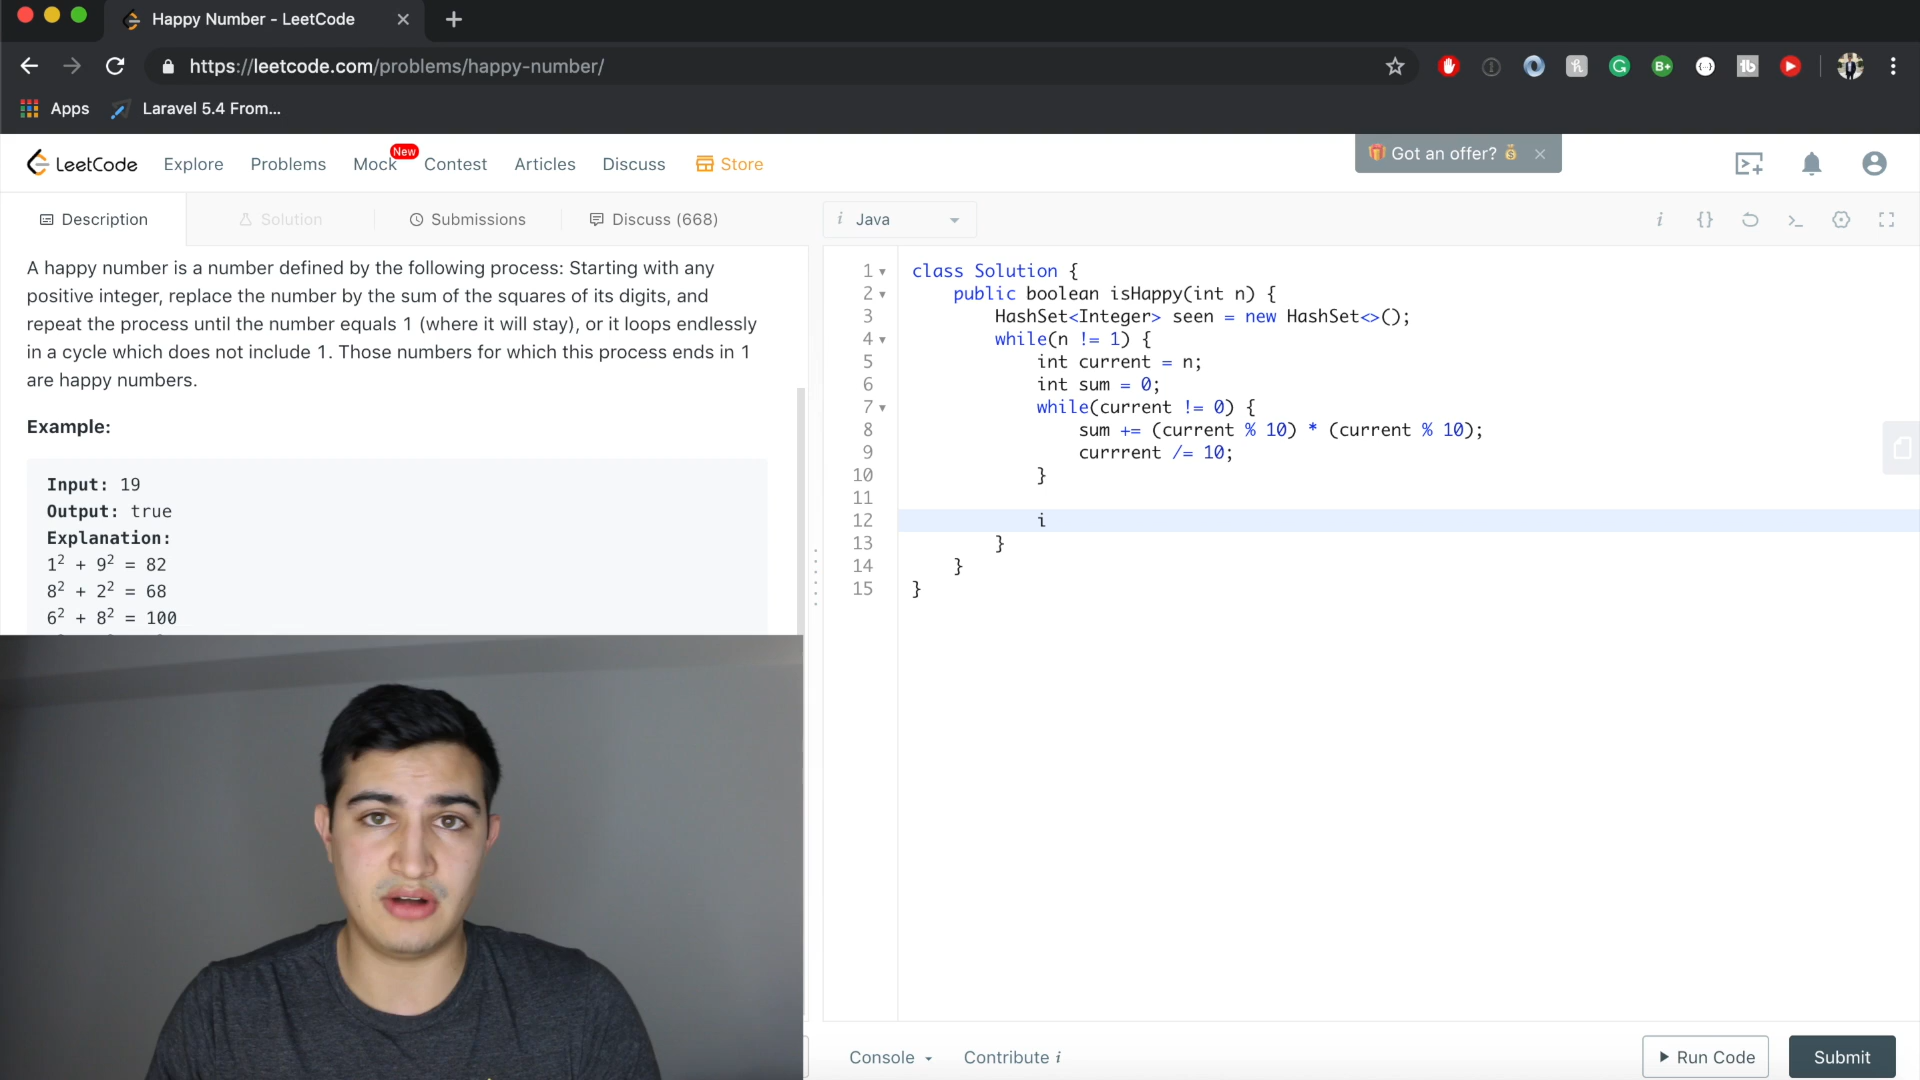 Happy Number - LeetCode
https://leetcode.com/problems/happy-number/
Apps
Laravel 5.4 From...
LeetCode
Explore
Problems
Mock
New
Contest
Articles
Discuss
Store
Got an offer?
Description
Solution
Submissions
Discuss (668)
i Java
A happy number is a number defined by the following process: Starting with any
positive integer, replace the number by the sum of the squares of its digits, and
repeat the process until the number equals 1 (where it will stay), or it loops endlessly
in a cycle which does not include 1. Those numbers for which this process ends in 1
are happy numbers.
Example:
Input: 19
Output: true
Explanation:
1² + 9² = 82
8² + 2² = 68
6² + 8² = 100
1 class Solution {
2 public boolean isHappy(int n) {
3 HashSet<Integer> seen = new HashSet<>();
4 while(n != 1) {
5 int current = n;
6 int sum = 0;
7 while(current != 0) {
8 sum += (current % 10) * (current % 10);
9 currrent /= 10;
10 }
11
12 i
13 }
14 }
15 }
Console
Contribute i
Run Code
Submit